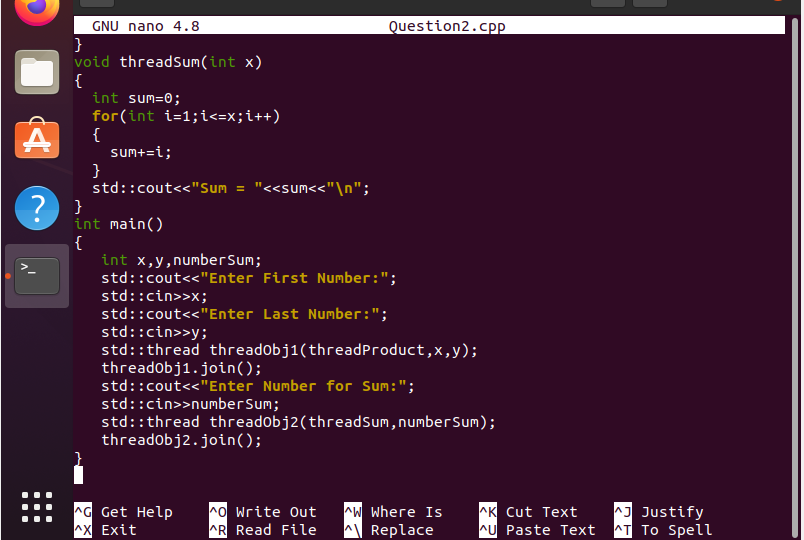 GNU nano 4.8 Question2.cpp
}
void threadSum(int x)
{
  int sum=0;
  for(int i=1;i<=x;i++)
  {
    sum+=i;
  }
  std::cout<<"Sum = "<<sum<<"\n";
}
int main()
{
   int x,y,numberSum;
   std::cout<<"Enter First Number:";
   std::cin>>x;
   std::cout<<"Enter Last Number:";
   std::cin>>y;
   std::thread threadObj1(threadProduct,x,y);
   threadObj1.join();
   std::cout<<"Enter Number for Sum:";
   std::cin>>numberSum;
   std::thread threadObj2(threadSum,numberSum);
   threadObj2.join();
}
^G Get Help ^O Write Out ^W Where Is ^K Cut Text ^J Justify
^X Exit ^R Read File ^\ Replace ^U Paste Text ^T To Spell